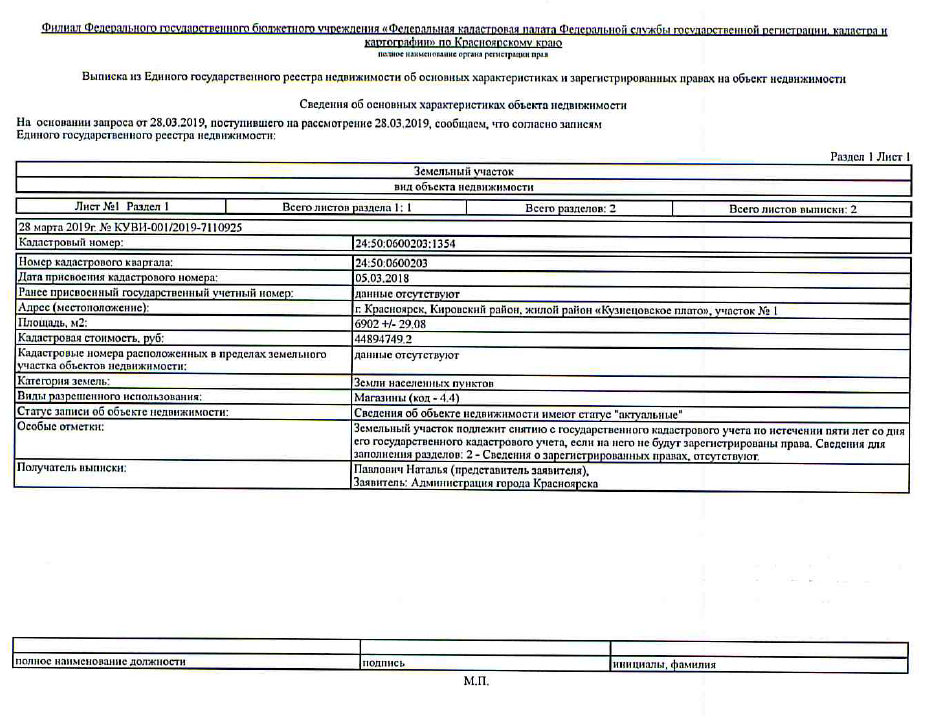 Филиал Федерального государственного бюджетного учреждения «Федеральная кадастровая палата Федеральной службы государственной регистрации, кадастра и
картографии» по Красноярскому краю
полное наименование органа регистрации прав
Выписка из Единого государственного реестра недвижимости об основных характеристиках и зарегистрированных правах на объект недвижимости
Сведения об основных характеристиках объекта недвижимости
На основании запроса от 28.03.2019, поступившего на рассмотрение 28.03.2019, сообщаем, что согласно записям
Единого государственного реестра недвижимости:
Раздел 1 Лист 1
Земельный участок
вид объекта недвижимости
Лист №1 Раздел 1 Всего листов раздела 1: 1 Всего разделов: 2 Всего листов выписки: 2
28 марта 2019г. № КУВИ-001/2019-7110925
Кадастровый номер: 24:50:0600203:1354
Номер кадастрового квартала: 24:50:0600203
Дата присвоения кадастрового номера: 05.03.2018
Ранее присвоенный государственный учетный номер: данные отсутствуют
Адрес (местоположение): г. Красноярск, Кировский район, жилой район «Кузнецовское плато», участок № 1
Площадь, м2: 6902 +/- 29.08
Кадастровая стоимость, руб: 44894749.2
Кадастровые номера расположенных в пределах земельного данные отсутствуют
участка объектов недвижимости:
Категория земель: Земли населенных пунктов
Виды разрешенного использования: Магазины (код - 4.4)
Статус записи об объекте недвижимости: Сведения об объекте недвижимости имеют статус "актуальные"
Особые отметки: Земельный участок подлежит снятию с государственного кадастрового учета по истечении пяти лет со дня
его государственного кадастрового учета, если на него не будут зарегистрированы права. Сведения для
заполнения разделов: 2 - Сведения о зарегистрированных правах, отсутствуют.
Получатель выписки: Павлович Наталья (представитель заявителя),
Заявитель: Администрация города Красноярска
полное наименование должности подпись инициалы, фамилия
М.П.